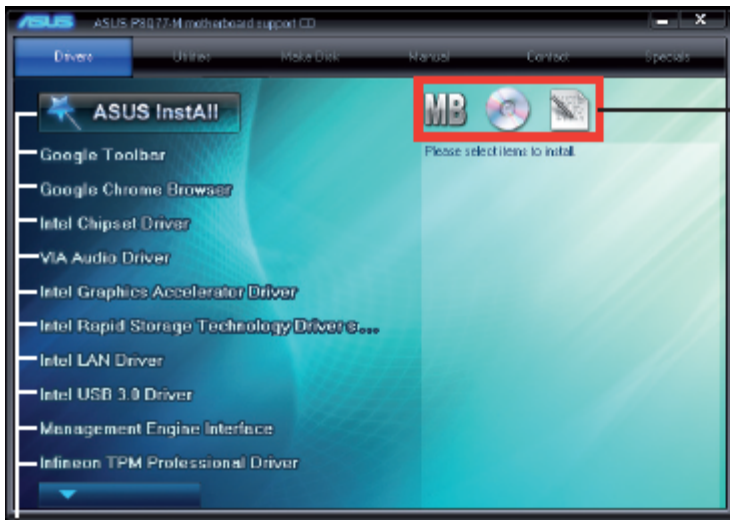 ASUS ASUS P8Q77-M motherboard support CD
Drivers Utilities Make Disk Manual Contact Specials
ASUS InstAll
MB
Please select items to install.
Google Toolbar
Google Chrome Browser
Intel Chipset Driver
VIA Audio Driver
Intel Graphics Accelerator Driver
Intel Rapid Storage Technology Driver s...
Intel LAN Driver
Intel USB 3.0 Driver
Management Engine Interface
Infineon TPM Professional Driver